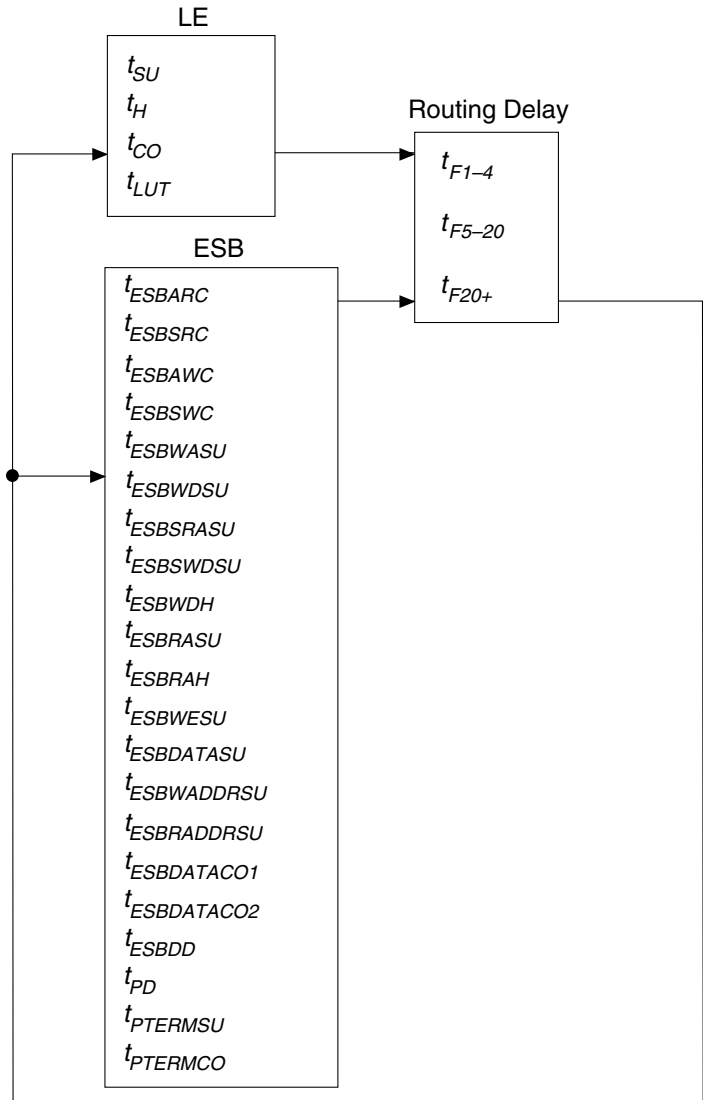 LE
tSU
tH
tCO
tLUT
Routing Delay
tF1–4
tF5–20
tF20+
ESB
tESBARC
tESBSRC
tESBAWC
tESBSWC
tESBWASU
tESBWDSU
tESBSRASU
tESBSWDSU
tESBWDH
tESBRASU
tESBRAH
tESBWESU
tESBDATASU
tESBWADDRSU
tESBRADDRSU
tESBDATACO1
tESBDATACO2
tESBDD
tPD
tPTERMSU
tPTERMCO